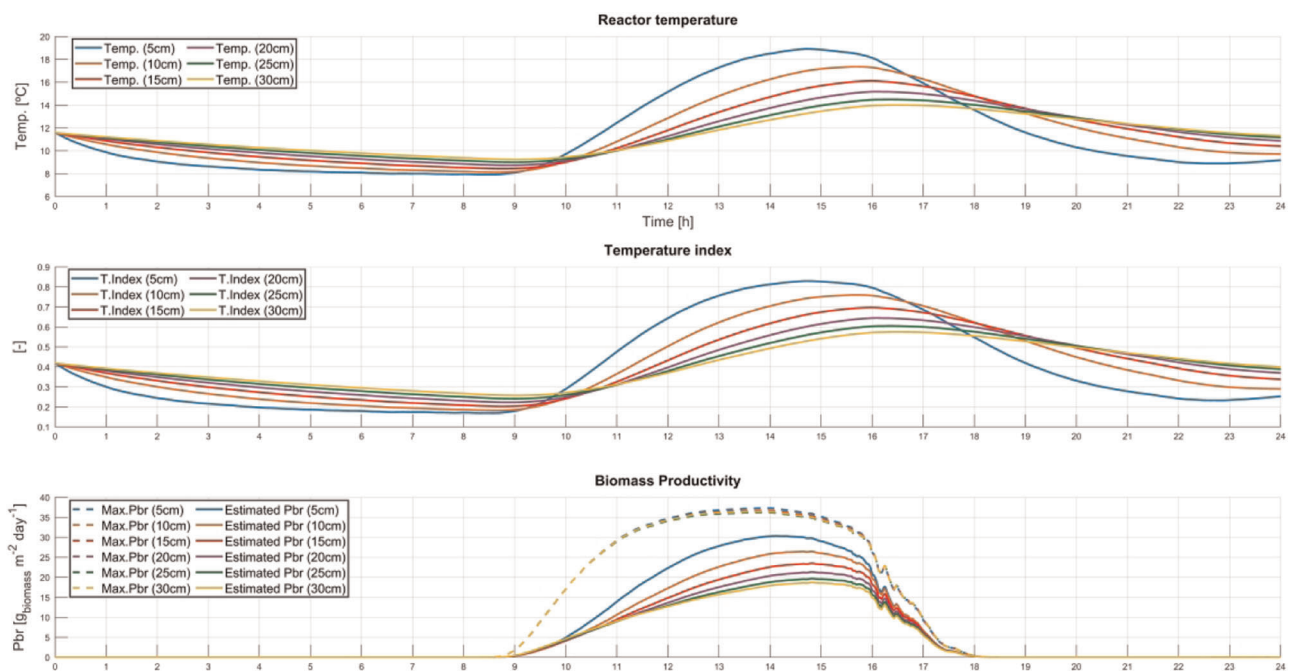 Reactor temperature
Temp. [ºC]
20
18
16
14
12
10
8
6
Temp. (5cm) Temp. (20cm)
Temp. (10cm) Temp. (25cm)
Temp. (15cm) Temp. (30cm)
0 1 2 3 4 5 6 7 8 9 10 11 12 13 14 15 16 17 18 19 20 21 22 23 24
Time [h]
Temperature index
[-]
0.9
0.8
0.7
0.6
0.5
0.4
0.3
0.2
0.1
T.Index (5cm) T.Index (20cm)
T.Index (10cm) T.Index (25cm)
T.Index (15cm) T.Index (30cm)
0 1 2 3 4 5 6 7 8 9 10 11 12 13 14 15 16 17 18 19 20 21 22 23 24
Biomass Productivity
Pbr [g_biomass m^-2 day^-1]
40
35
30
25
20
15
10
5
0
Max.Pbr (5cm) Estimated Pbr (5cm)
Max.Pbr (10cm) Estimated Pbr (10cm)
Max.Pbr (15cm) Estimated Pbr (15cm)
Max.Pbr (20cm) Estimated Pbr (20cm)
Max.Pbr (25cm) Estimated Pbr (25cm)
Max.Pbr (30cm) Estimated Pbr (30cm)
0 1 2 3 4 5 6 7 8 9 10 11 12 13 14 15 16 17 18 19 20 21 22 23 24